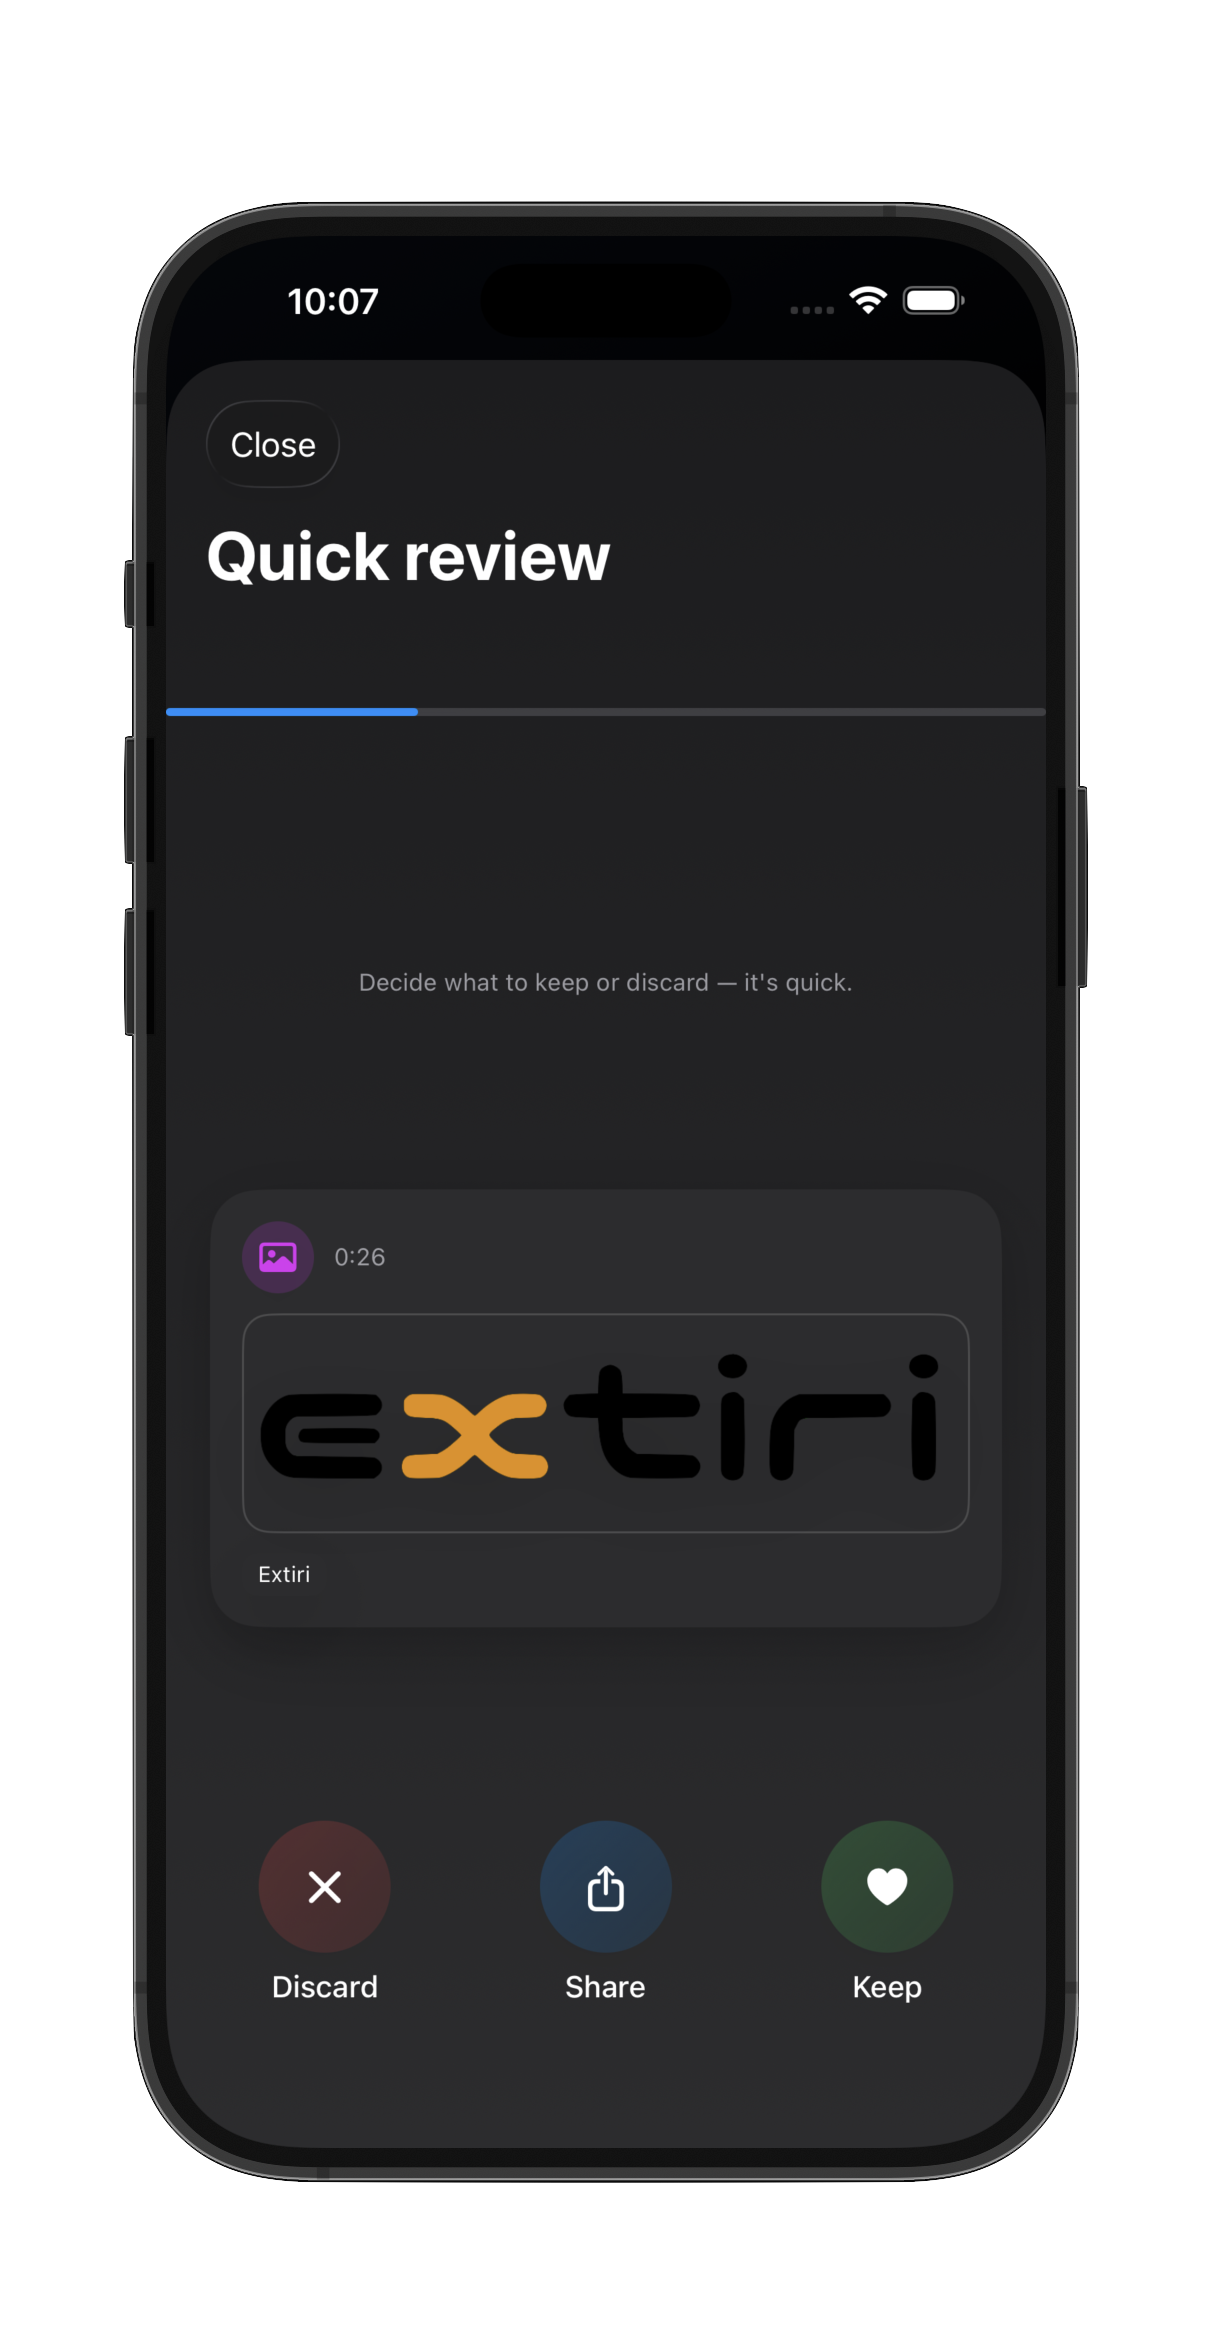 10:07
Close
Quick review
Decide what to keep or discard — it's quick.
0:26
extiri
Extiri
Discard
Share
Keep